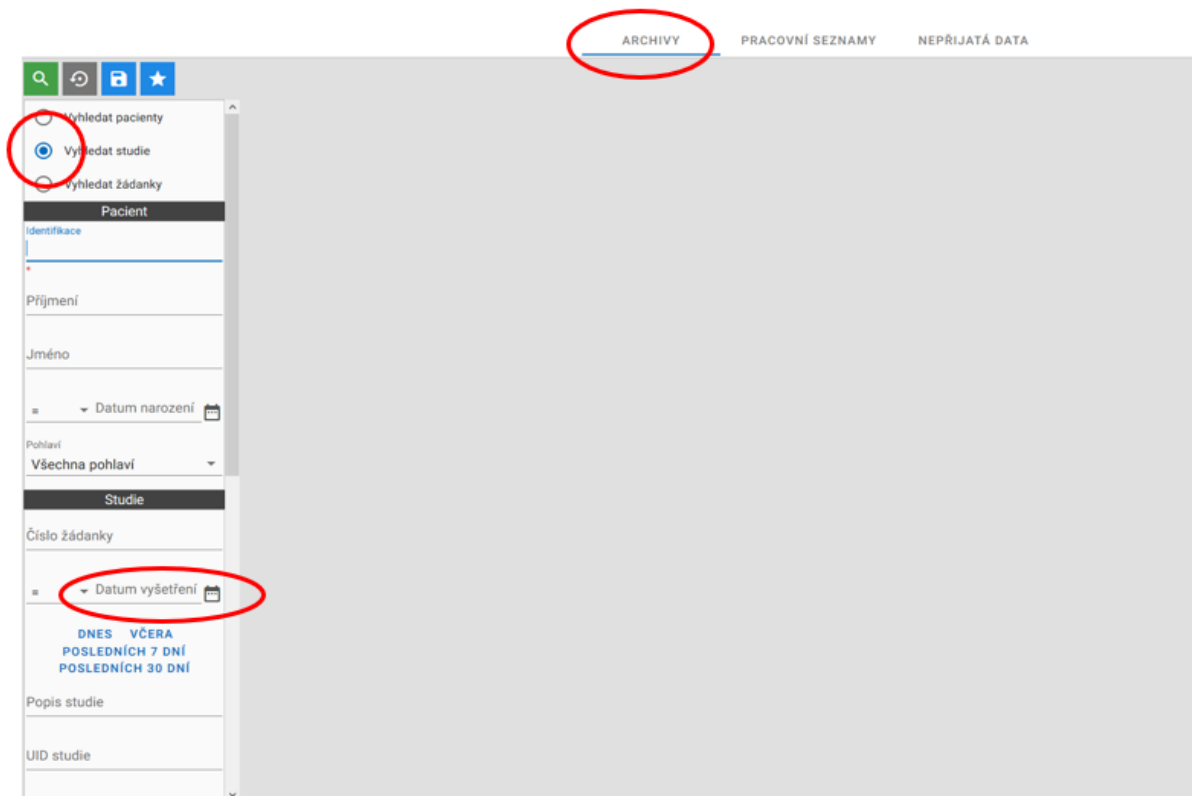 ARCHIVY PRACOVNÍ SEZNAMY NEPŘIJATÁ DATA
Vyhledat pacienty
Vyhledat studie
Vyhledat žádanky
Pacient
Identifikace
*
Příjmení
Jméno
= Datum narození
Pohlaví
Všechna pohlaví
Studie
Číslo žádanky
= Datum vyšetření
DNES VČERA
POSLEDNÍCH 7 DNÍ
POSLEDNÍCH 30 DNÍ
Popis studie
UID studie